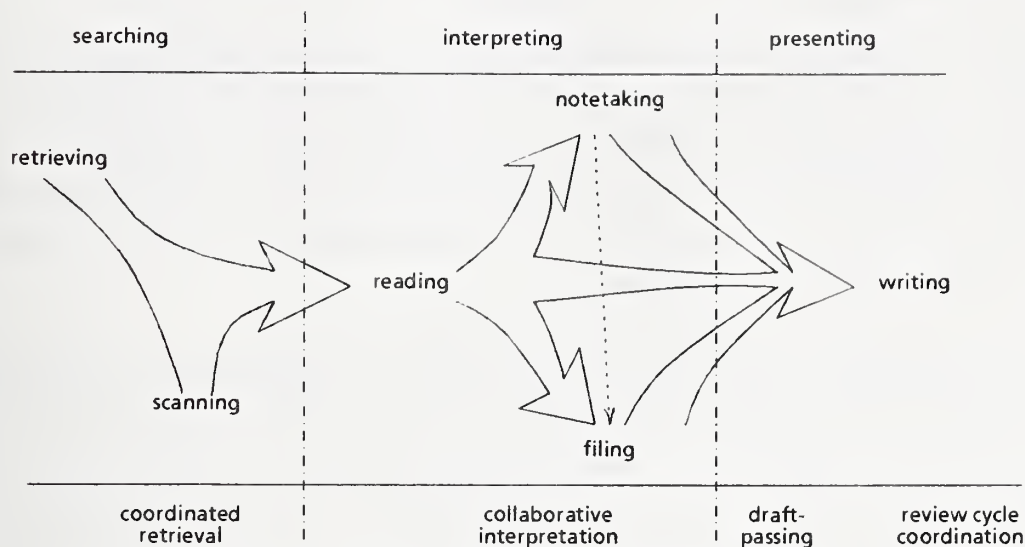 searching interpreting presenting
notetaking
retrieving
reading writing
scanning
filing
coordinated collaborative draft- review cycle
retrieval interpretation passing coordination